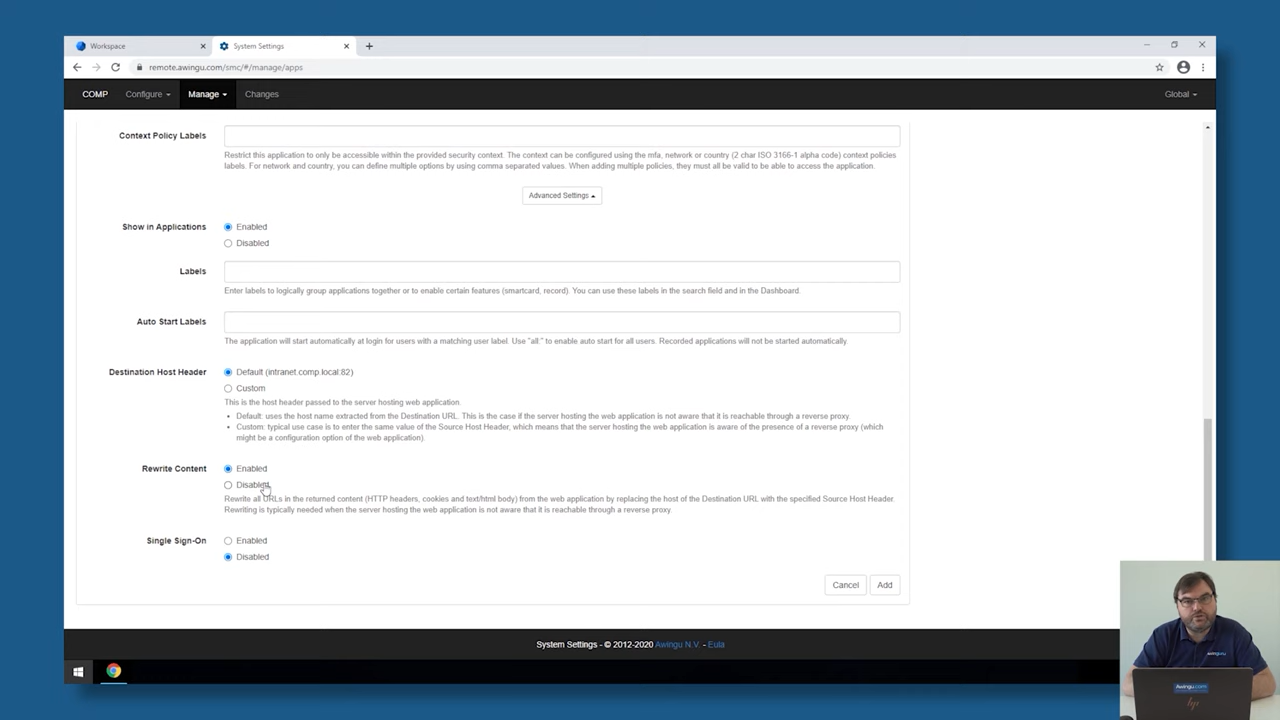 Workspace
System Settings
remote.awingu.com/smc/#/manage/apps
COMP Configure Manage Changes Global
Context Policy Labels
Restrict this application to only be accessible within the provided security context. The context can be configured using the mfa, network or country (2 char ISO 3166-1 alpha code) context policies
labels. For network and country, you can define multiple options by using comma separated values. When adding multiple policies, they must all be valid to be able to access the application.
Advanced Settings
Show in Applications Enabled
Disabled
Labels
Enter labels to logically group applications together or to enable certain features (smartcard, record). You can use these labels in the search field and in the Dashboard.
Auto Start Labels
The application will start automatically at login for users with a matching user label. Use "all:" to enable auto start for all users. Recorded applications will not be started automatically.
Destination Host Header Default (intranet.comp.local:82)
Custom
This is the host header passed to the server hosting web application.
• Default: uses the host name extracted from the Destination URL. This is the case if the server hosting the web application is not aware that it is reachable through a reverse proxy.
• Custom: typical use case is to enter the same value of the Source Host Header, which means that the server hosting the web application is aware of the presence of a reverse proxy (which
might be a configuration option of the web application).
Rewrite Content Enabled
Disabled
Rewrite all URLs in the returned content (HTTP headers, cookies and text/html body) from the web application by replacing the host of the Destination URL with the specified Source Host Header.
Rewriting is typically needed when the server hosting the web application is not aware that it is reachable through a reverse proxy.
Single Sign-On Enabled
Disabled
Cancel Add
System Settings - © 2012-2020 Awingu N.V. - Eula
Awingu.com
hp